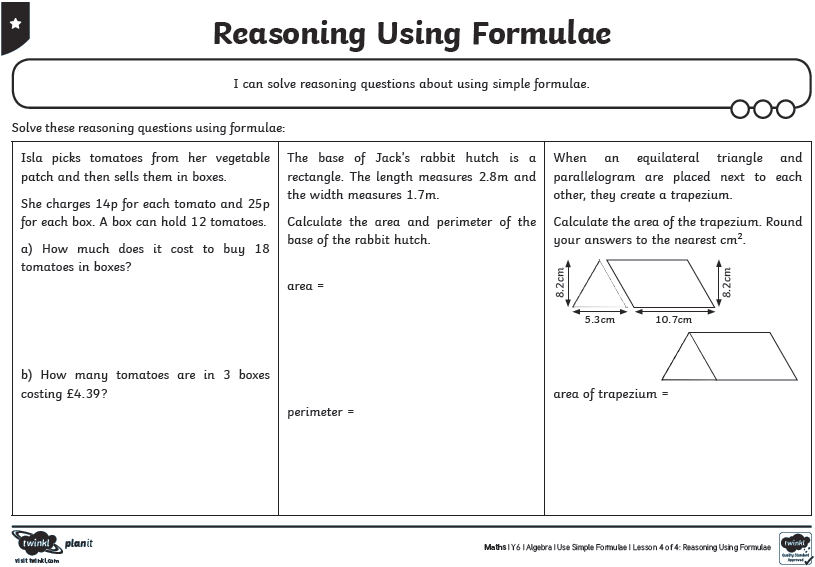 Reasoning Using Formulae
I can solve reasoning questions about using simple formulae.
Solve these reasoning questions using formulae:
Isla picks tomatoes from her vegetable
patch and then sells them in boxes.
She charges 14p for each tomato and 25p
for each box. A box can hold 12 tomatoes.
a) How much does it cost to buy 18
tomatoes in boxes?
b) How many tomatoes are in 3 boxes
costing £4.39?
The base of Jack's rabbit hutch is a
rectangle. The length measures 2.8m and
the width measures 1.7m.
Calculate the area and perimeter of the
base of the rabbit hutch.
area =
perimeter =
When an equilateral triangle and
parallelogram are placed next to each
other, they create a trapezium.
Calculate the area of the trapezium. Round
your answers to the nearest cm².
8.2cm
8.2cm
5.3cm
10.7cm
area of trapezium =
twinkl planit
visit twinkl.com
Maths | Y6 | Algebra | Use Simple Formulae | Lesson 4 of 4: Reasoning Using Formulae
twinkl
Quality Standard
Approved